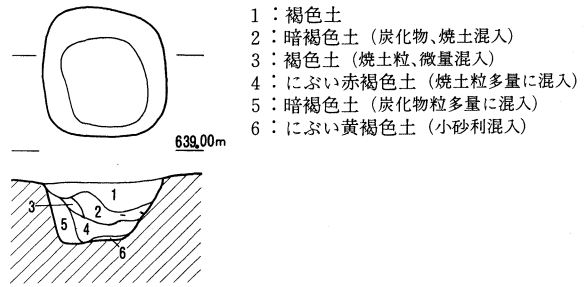 1：褐色土
2：暗褐色土（炭化物、焼土混入）
3：褐色土（焼土粒、微量混入）
4：にぶい赤褐色土（焼土粒多量に混入）
5：暗褐色土（炭化物粒多量に混入）
6：にぶい黄褐色土（小砂利混入）
639.00m
1
3
2
5
4
6